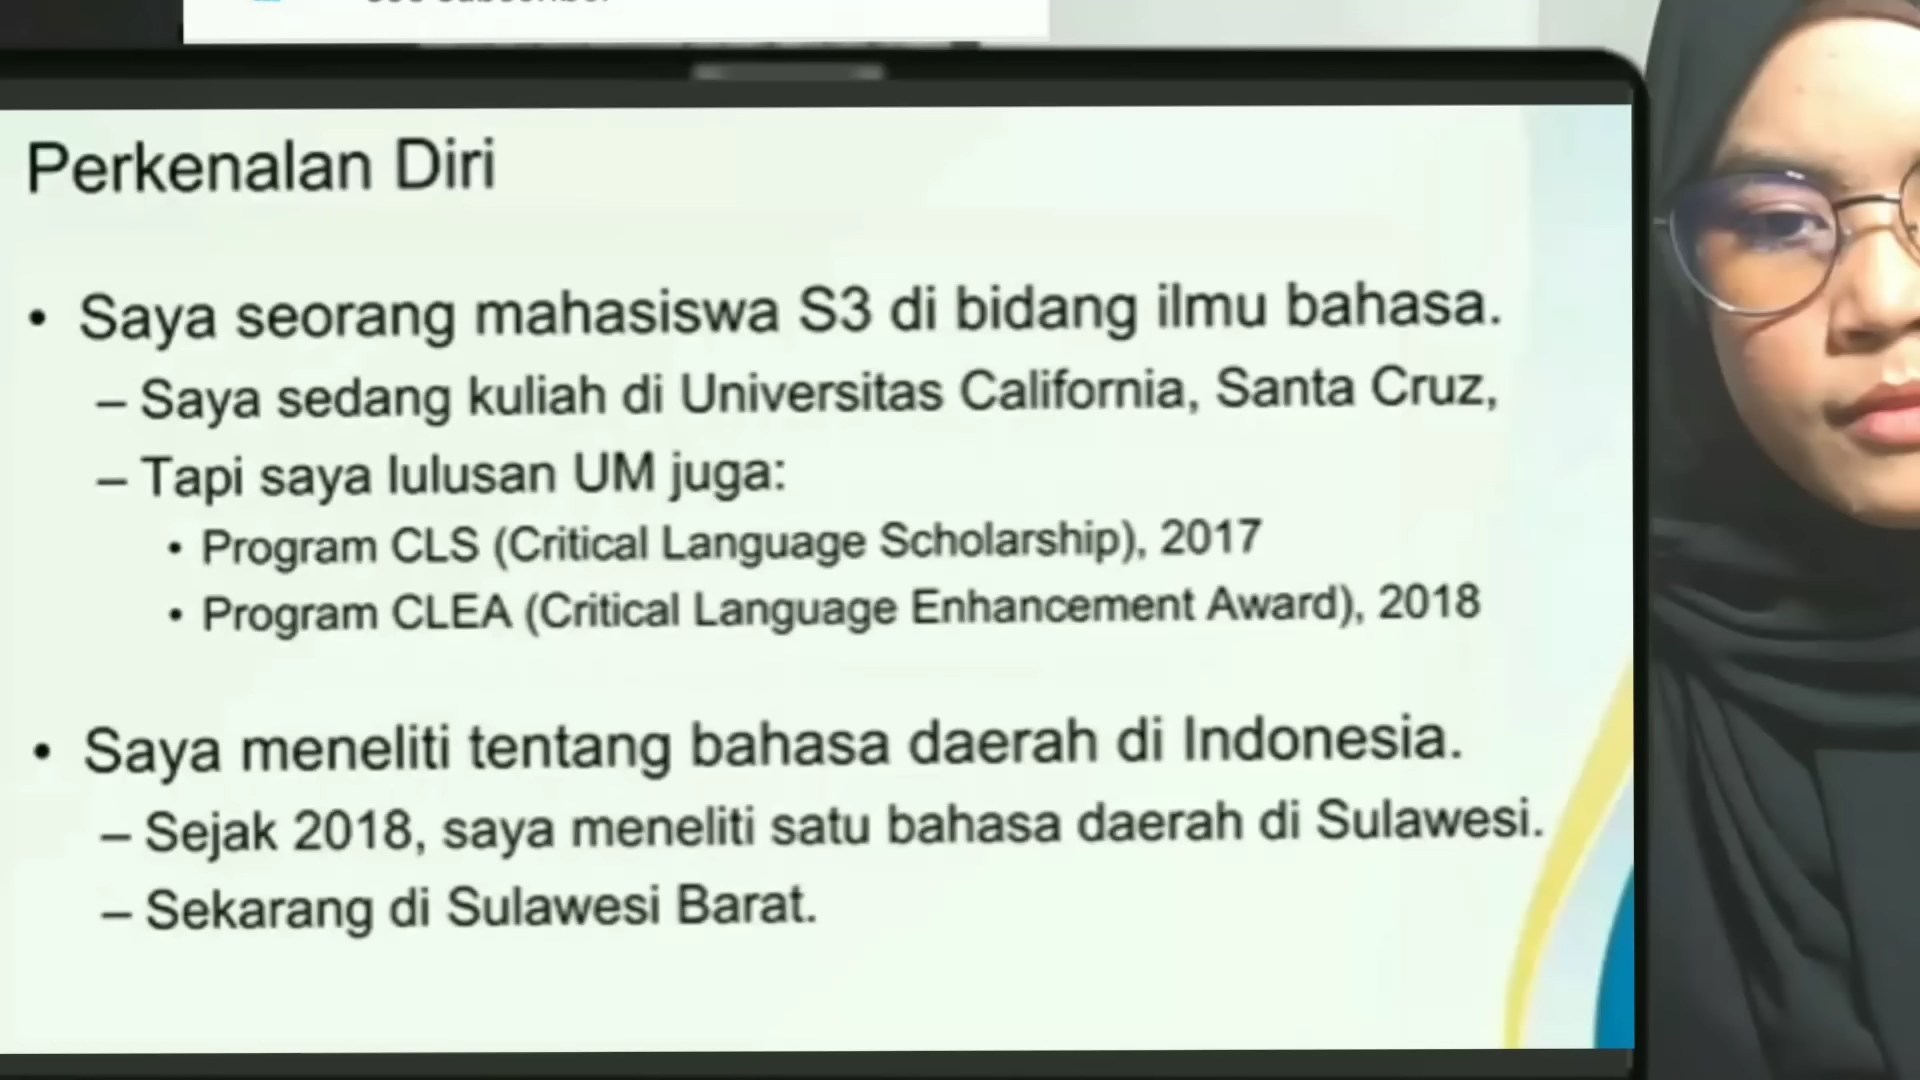 Perkenalan Diri
• Saya seorang mahasiswa S3 di bidang ilmu bahasa.
– Saya sedang kuliah di Universitas California, Santa Cruz,
– Tapi saya lulusan UM juga:
• Program CLS (Critical Language Scholarship), 2017
• Program CLEA (Critical Language Enhancement Award), 2018
• Saya meneliti tentang bahasa daerah di Indonesia.
– Sejak 2018, saya meneliti satu bahasa daerah di Sulawesi.
– Sekarang di Sulawesi Barat.